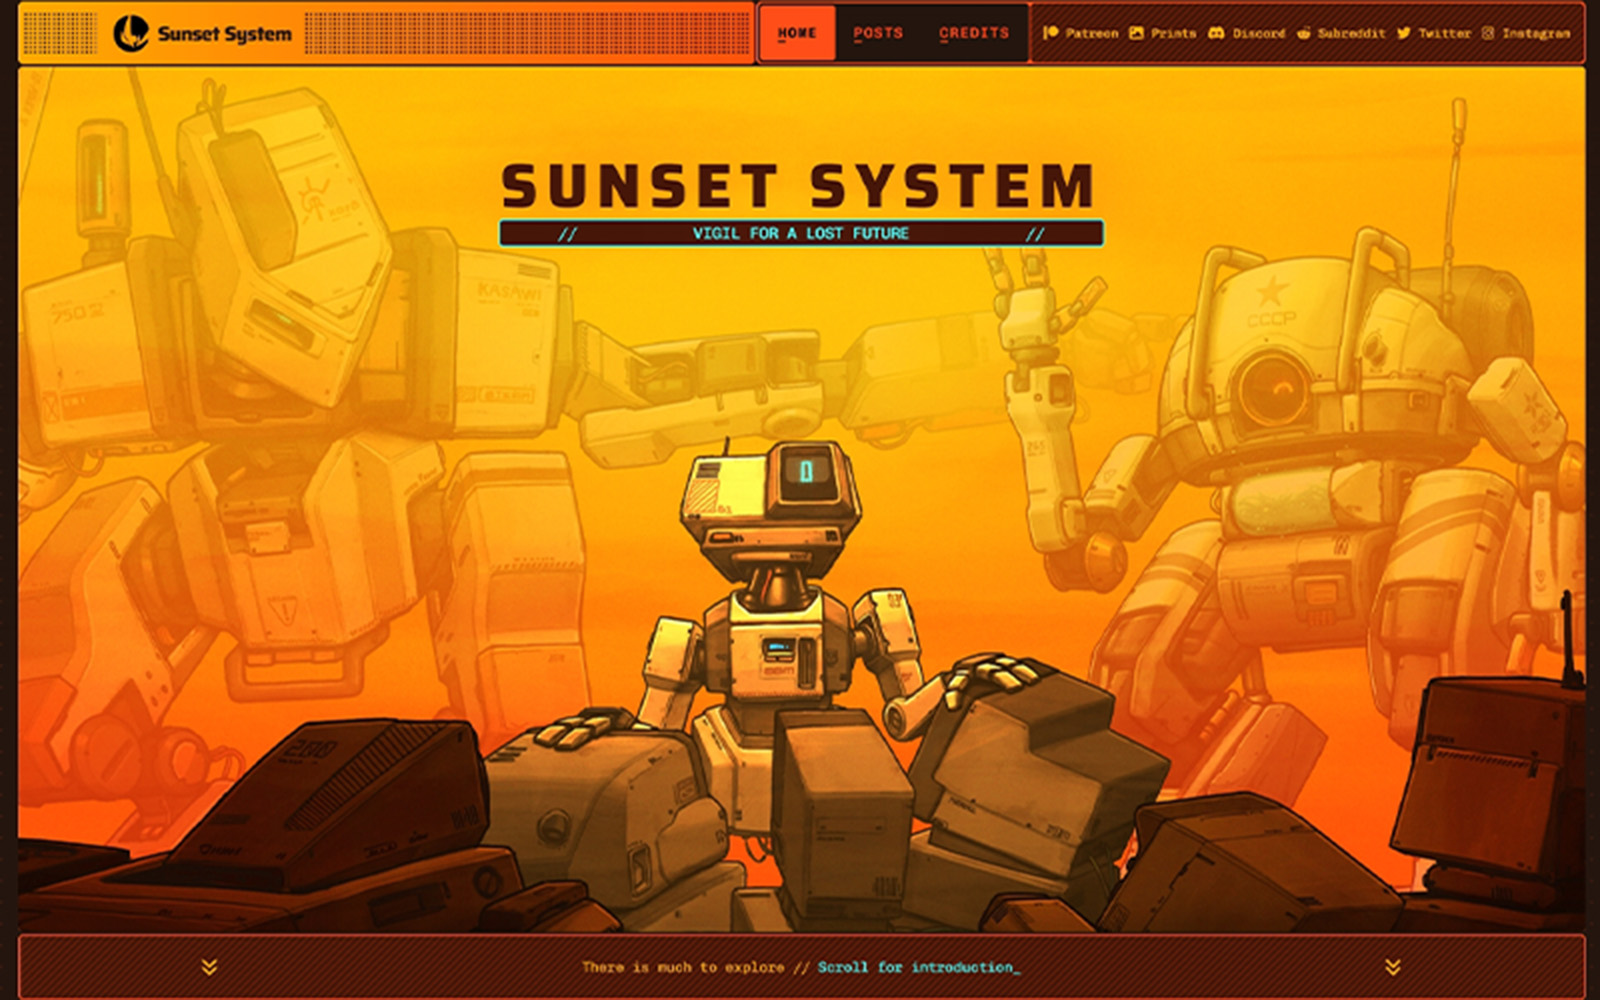 Sunset System
HOME
POSTS
CREDITS
Patreon
Prints
Discord
Subreddit
Twitter
Instagram
SUNSET SYSTEM
// VIGIL FOR A LOST FUTURE //
KASAWI
CCCP
200
There is much to explore // Scroll for introduction_